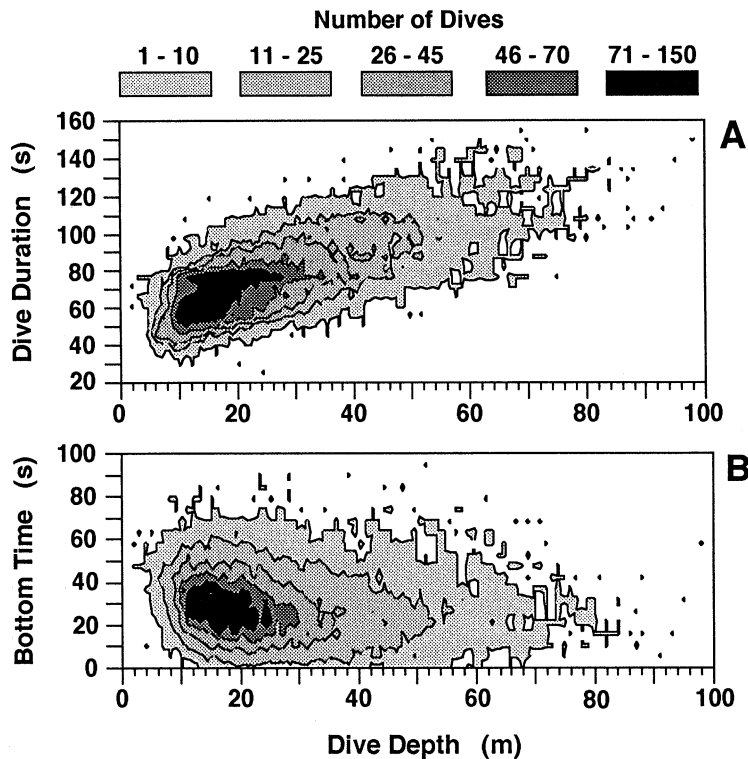 Number of Dives
1 - 10 11 - 25 26 - 45 46 - 70 71 - 150
A
Dive Duration (s)
160
140
120
100
80
60
40
20
0 20 40 60 80 100
B
Bottom Time (s)
100
80
60
40
20
0
0 20 40 60 80 100
Dive Depth (m)